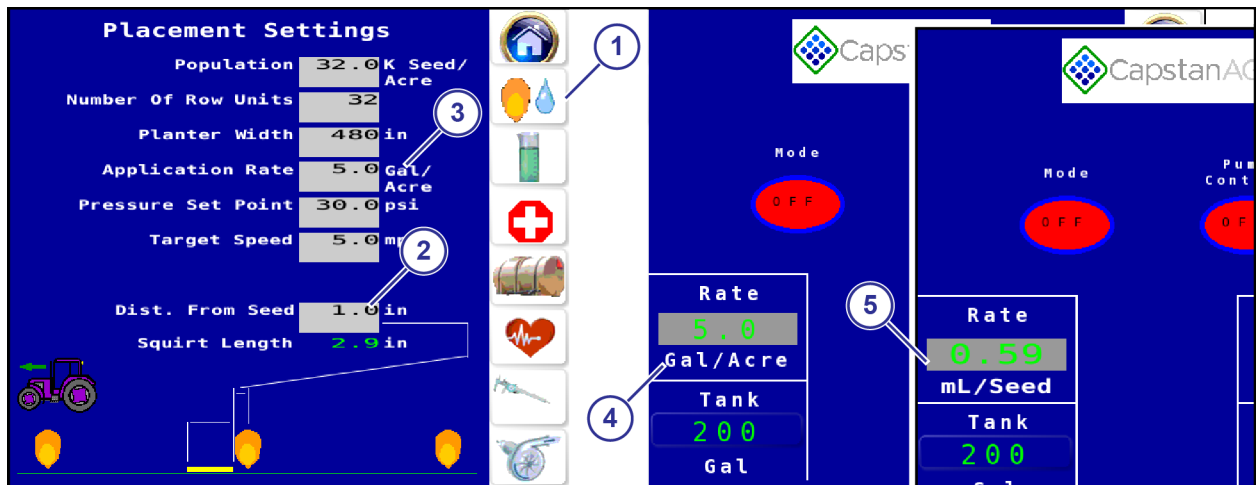 Placement Settings
Population 32.0 K Seed/
Acre
Number Of Row Units 32
Planter Width 480 in
Application Rate 5.0 Gal/
Acre
Pressure Set Point 30.0 psi
Target Speed 5.0 mp
Dist. From Seed 1.0 in
Squirt Length 2.9 in
1
3
2
Caps
Mode
OFF
Rate
5.0
Gal/Acre
Tank
200
Gal
4
CapstanAG
Mode
OFF
Pum
Cont
OF
5
Rate
0.59
mL/Seed
Tank
200